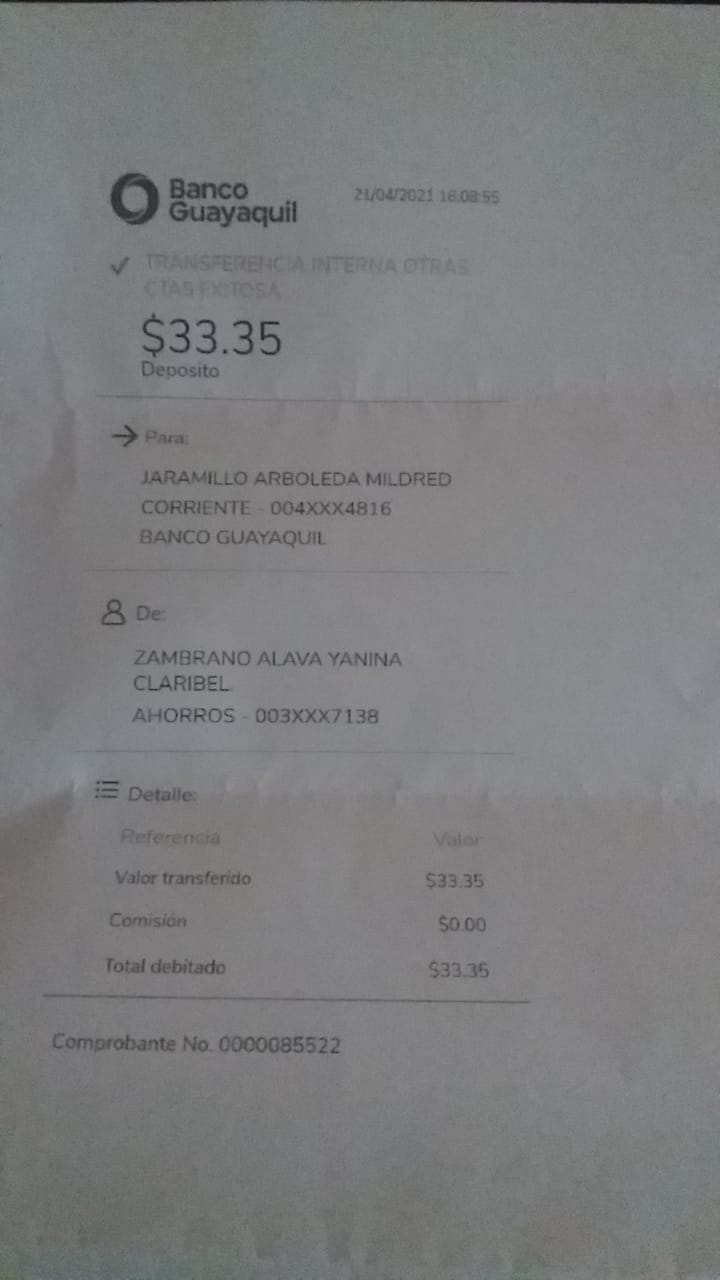 Banco
Guayaquil
21/04/2021 16:08:55
TRANSFERENCIA INTERNA OTRAS
CTAS EXITOSA
$33.35
Deposito
Para:
JARAMILLO ARBOLEDA MILDRED
CORRIENTE - 004XXX4816
BANCO GUAYAQUIL
De:
ZAMBRANO ALAVA YANINA
CLARIBEL
AHORROS - 003XXX7138
Detalle:
Referencia Valor
Valor transferido $33.35
Comisión $0.00
Total debitado $33.35
Comprobante No. 0000085522